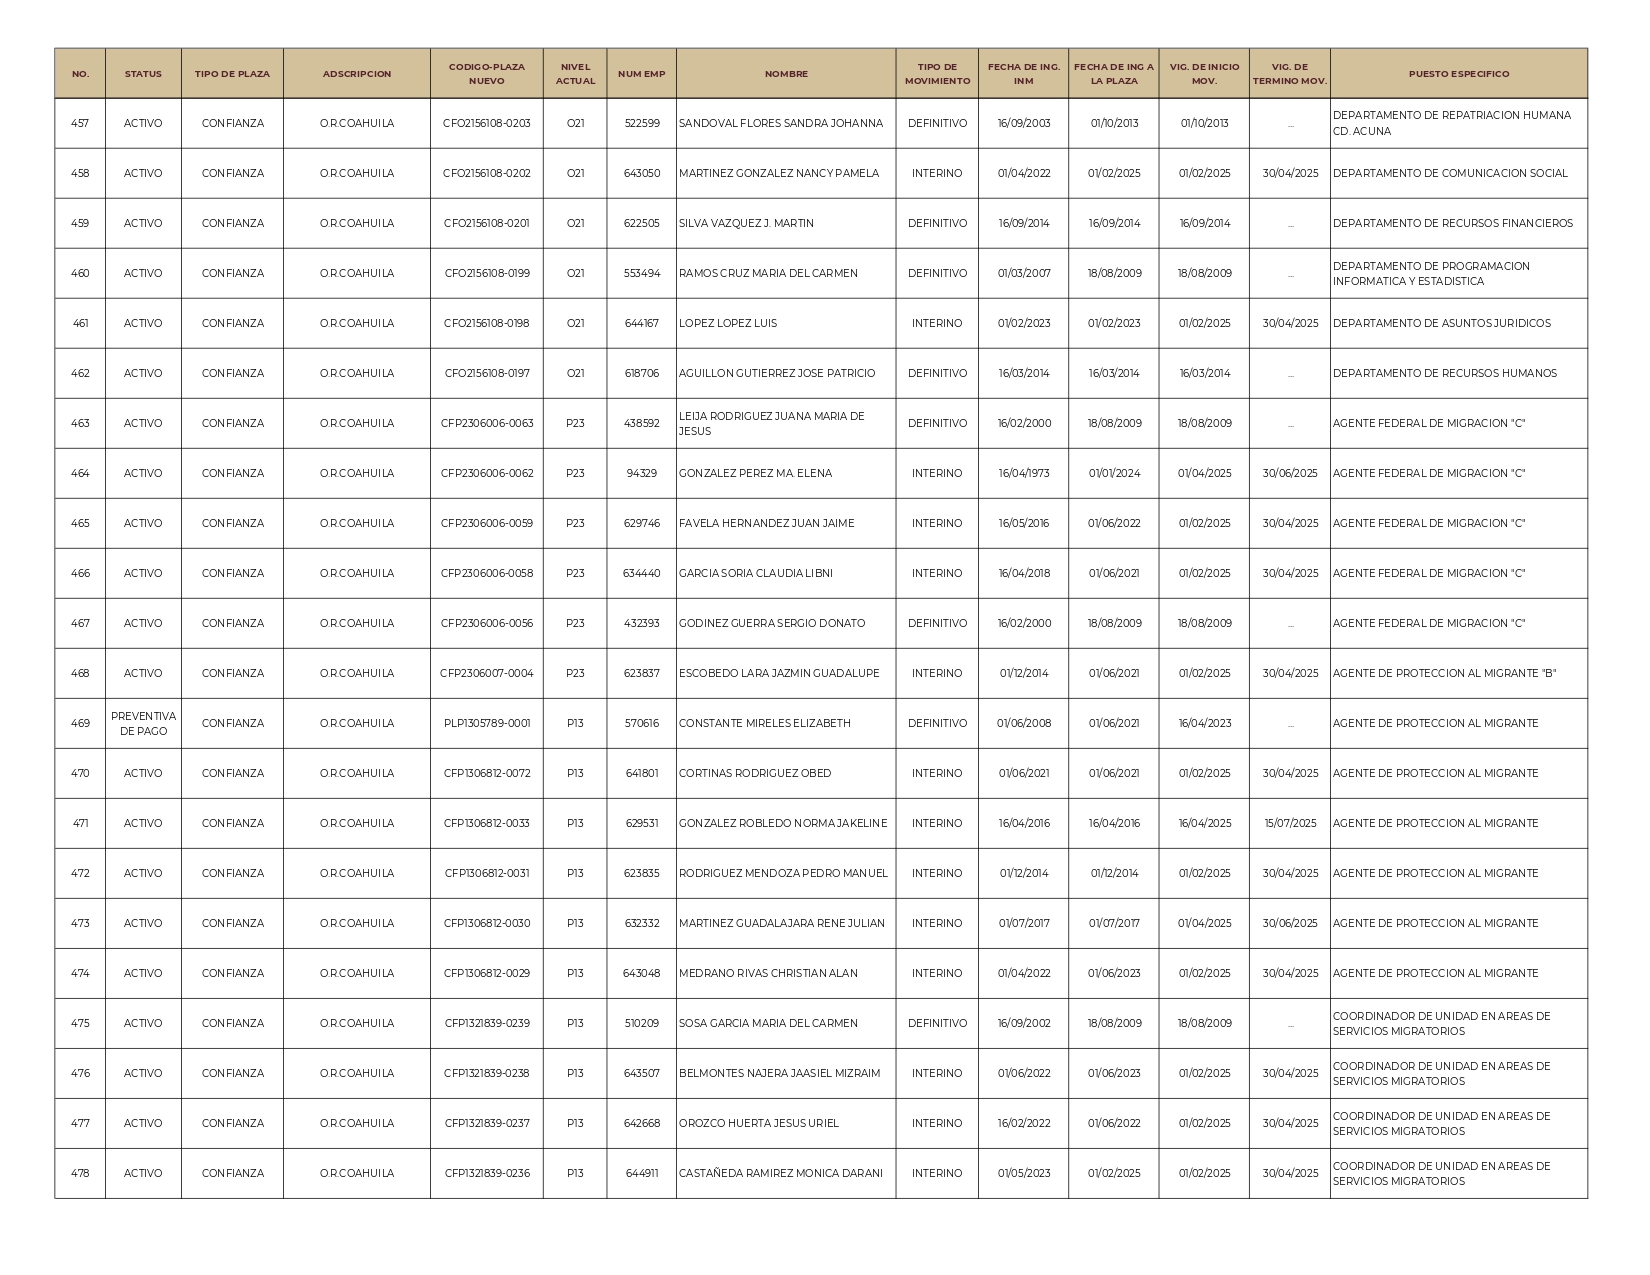 NO. STATUS TIPO DE PLAZA ADSCRIPCION CODIGO-PLAZA NUEVO NIVEL ACTUAL NUM EMP NOMBRE TIPO DE MOVIMIENTO FECHA DE ING. INM FECHA DE ING A LA PLAZA VIG. DE INICIO MOV. VIG. DE TERMINO MOV. PUESTO ESPECIFICO
457 ACTIVO CONFIANZA O.R.COAHUILA CFO2156108-0203 O21 522599 SANDOVAL FLORES SANDRA JOHANNA DEFINITIVO 16/09/2003 01/10/2013 01/10/2013 ... DEPARTAMENTO DE REPATRIACION HUMANA CD. ACUNA
458 ACTIVO CONFIANZA O.R.COAHUILA CFO2156108-0202 O21 643050 MARTINEZ GONZALEZ NANCY PAMELA INTERINO 01/04/2022 01/02/2025 01/02/2025 30/04/2025 DEPARTAMENTO DE COMUNICACION SOCIAL
459 ACTIVO CONFIANZA O.R.COAHUILA CFO2156108-0201 O21 622505 SILVA VAZQUEZ J. MARTIN DEFINITIVO 16/09/2014 16/09/2014 16/09/2014 ... DEPARTAMENTO DE RECURSOS FINANCIEROS
460 ACTIVO CONFIANZA O.R.COAHUILA CFO2156108-0199 O21 553494 RAMOS CRUZ MARIA DEL CARMEN DEFINITIVO 01/03/2007 18/08/2009 18/08/2009 ... DEPARTAMENTO DE PROGRAMACION INFORMATICA Y ESTADISTICA
461 ACTIVO CONFIANZA O.R.COAHUILA CFO2156108-0198 O21 644167 LOPEZ LOPEZ LUIS INTERINO 01/02/2023 01/02/2023 01/02/2025 30/04/2025 DEPARTAMENTO DE ASUNTOS JURIDICOS
462 ACTIVO CONFIANZA O.R.COAHUILA CFO2156108-0197 O21 618706 AGUILLON GUTIERREZ JOSE PATRICIO DEFINITIVO 16/03/2014 16/03/2014 16/03/2014 ... DEPARTAMENTO DE RECURSOS HUMANOS
463 ACTIVO CONFIANZA O.R.COAHUILA CFP2306006-0063 P23 438592 LEIJA RODRIGUEZ JUANA MARIA DE JESUS DEFINITIVO 16/02/2000 18/08/2009 18/08/2009 ... AGENTE FEDERAL DE MIGRACION "C"
464 ACTIVO CONFIANZA O.R.COAHUILA CFP2306006-0062 P23 94329 GONZALEZ PEREZ MA. ELENA INTERINO 16/04/1973 01/01/2024 01/04/2025 30/06/2025 AGENTE FEDERAL DE MIGRACION "C"
465 ACTIVO CONFIANZA O.R.COAHUILA CFP2306006-0059 P23 629746 FAVELA HERNANDEZ JUAN JAIME INTERINO 16/05/2016 01/06/2022 01/02/2025 30/04/2025 AGENTE FEDERAL DE MIGRACION "C"
466 ACTIVO CONFIANZA O.R.COAHUILA CFP2306006-0058 P23 634440 GARCIA SORIA CLAUDIA LIBNI INTERINO 16/04/2018 01/06/2021 01/02/2025 30/04/2025 AGENTE FEDERAL DE MIGRACION "C"
467 ACTIVO CONFIANZA O.R.COAHUILA CFP2306006-0056 P23 432393 GODINEZ GUERRA SERGIO DONATO DEFINITIVO 16/02/2000 18/08/2009 18/08/2009 ... AGENTE FEDERAL DE MIGRACION "C"
468 ACTIVO CONFIANZA O.R.COAHUILA CFP2306007-0004 P23 623837 ESCOBEDO LARA JAZMIN GUADALUPE INTERINO 01/12/2014 01/06/2021 01/02/2025 30/04/2025 AGENTE DE PROTECCION AL MIGRANTE "B"
469 PREVENTIVA DE PAGO CONFIANZA O.R.COAHUILA PLP1305789-0001 P13 570616 CONSTANTE MIRELES ELIZABETH DEFINITIVO 01/06/2008 01/06/2021 16/04/2023 ... AGENTE DE PROTECCION AL MIGRANTE
470 ACTIVO CONFIANZA O.R.COAHUILA CFP1306812-0072 P13 641801 CORTINAS RODRIGUEZ OBED INTERINO 01/06/2021 01/06/2021 01/02/2025 30/04/2025 AGENTE DE PROTECCION AL MIGRANTE
471 ACTIVO CONFIANZA O.R.COAHUILA CFP1306812-0033 P13 629531 GONZALEZ ROBLEDO NORMA JAKELINE INTERINO 16/04/2016 16/04/2016 16/04/2025 15/07/2025 AGENTE DE PROTECCION AL MIGRANTE
472 ACTIVO CONFIANZA O.R.COAHUILA CFP1306812-0031 P13 623835 RODRIGUEZ MENDOZA PEDRO MANUEL INTERINO 01/12/2014 01/12/2014 01/02/2025 30/04/2025 AGENTE DE PROTECCION AL MIGRANTE
473 ACTIVO CONFIANZA O.R.COAHUILA CFP1306812-0030 P13 632332 MARTINEZ GUADALAJARA RENE JULIAN INTERINO 01/07/2017 01/07/2017 01/04/2025 30/06/2025 AGENTE DE PROTECCION AL MIGRANTE
474 ACTIVO CONFIANZA O.R.COAHUILA CFP1306812-0029 P13 643048 MEDRANO RIVAS CHRISTIAN ALAN INTERINO 01/04/2022 01/06/2023 01/02/2025 30/04/2025 AGENTE DE PROTECCION AL MIGRANTE
475 ACTIVO CONFIANZA O.R.COAHUILA CFP1321839-0239 P13 510209 SOSA GARCIA MARIA DEL CARMEN DEFINITIVO 16/09/2002 18/08/2009 18/08/2009 ... COORDINADOR DE UNIDAD EN AREAS DE SERVICIOS MIGRATORIOS
476 ACTIVO CONFIANZA O.R.COAHUILA CFP1321839-0238 P13 643507 BELMONTES NAJERA JAASIEL MIZRAIM INTERINO 01/06/2022 01/06/2023 01/02/2025 30/04/2025 COORDINADOR DE UNIDAD EN AREAS DE SERVICIOS MIGRATORIOS
477 ACTIVO CONFIANZA O.R.COAHUILA CFP1321839-0237 P13 642668 OROZCO HUERTA JESUS URIEL INTERINO 16/02/2022 01/06/2022 01/02/2025 30/04/2025 COORDINADOR DE UNIDAD EN AREAS DE SERVICIOS MIGRATORIOS
478 ACTIVO CONFIANZA O.R.COAHUILA CFP1321839-0236 P13 644911 CASTAÑEDA RAMIREZ MONICA DARANI INTERINO 01/05/2023 01/02/2025 01/02/2025 30/04/2025 COORDINADOR DE UNIDAD EN AREAS DE SERVICIOS MIGRATORIOS